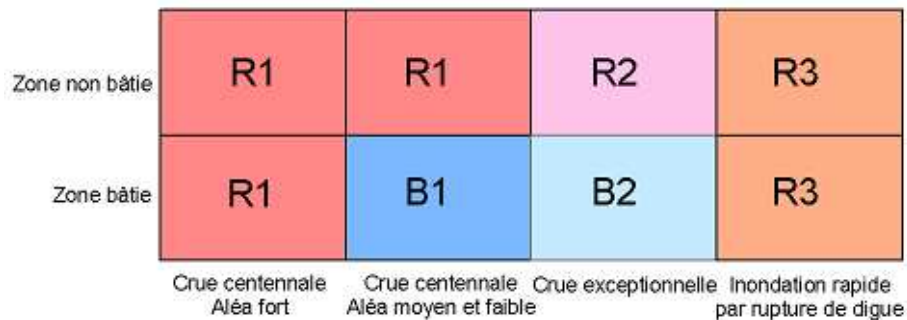 Zone non bâtie R1 R1 R2 R3
Zone bâtie R1 B1 B2 R3
Crue centennale Crue centennale Crue exceptionnelle Inondation rapide
Aléa fort Aléa moyen et faible par rupture de digue